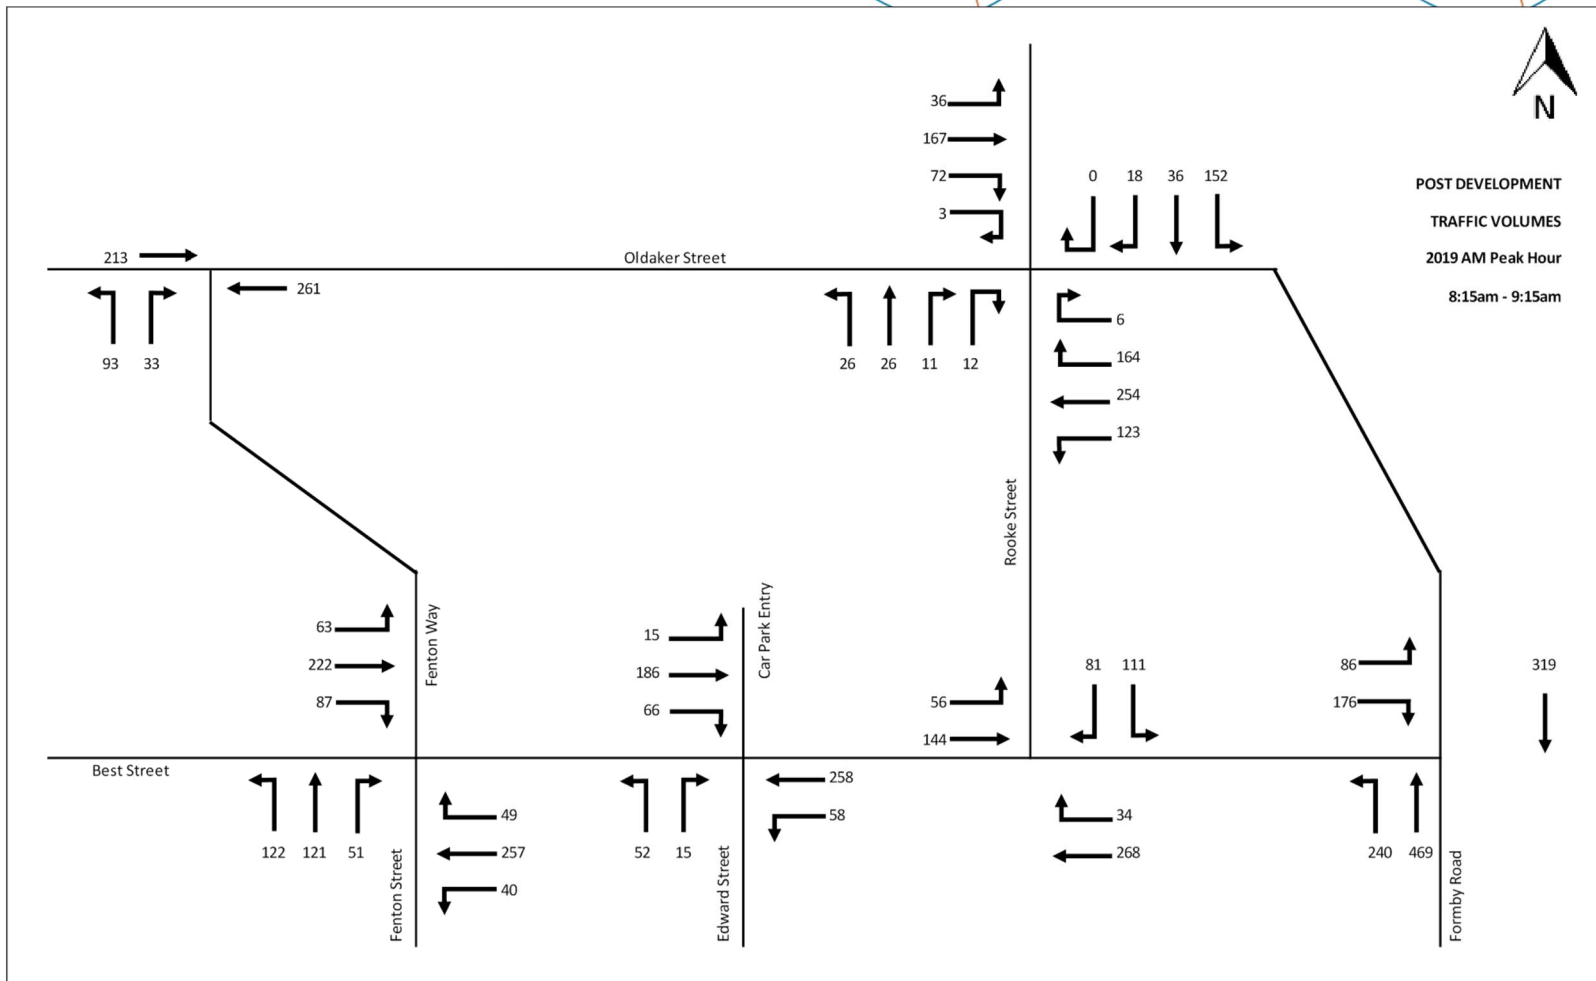 36
167
72
3
0 18 36 152
N
POST DEVELOPMENT
TRAFFIC VOLUMES
2019 AM Peak Hour
8:15am - 9:15am
213
Oldaker Street
261
93 33
26 26 11 12
6
164
254
123
Rooke Street
63
222
87
Fenton Way
15
186
66
Car Park Entry
56
144
81 111
86
176
319
Best Street
122 121 51
49
257
40
Fenton Street
52 15
258
58
Edward Street
34
268
240 469
Formby Road